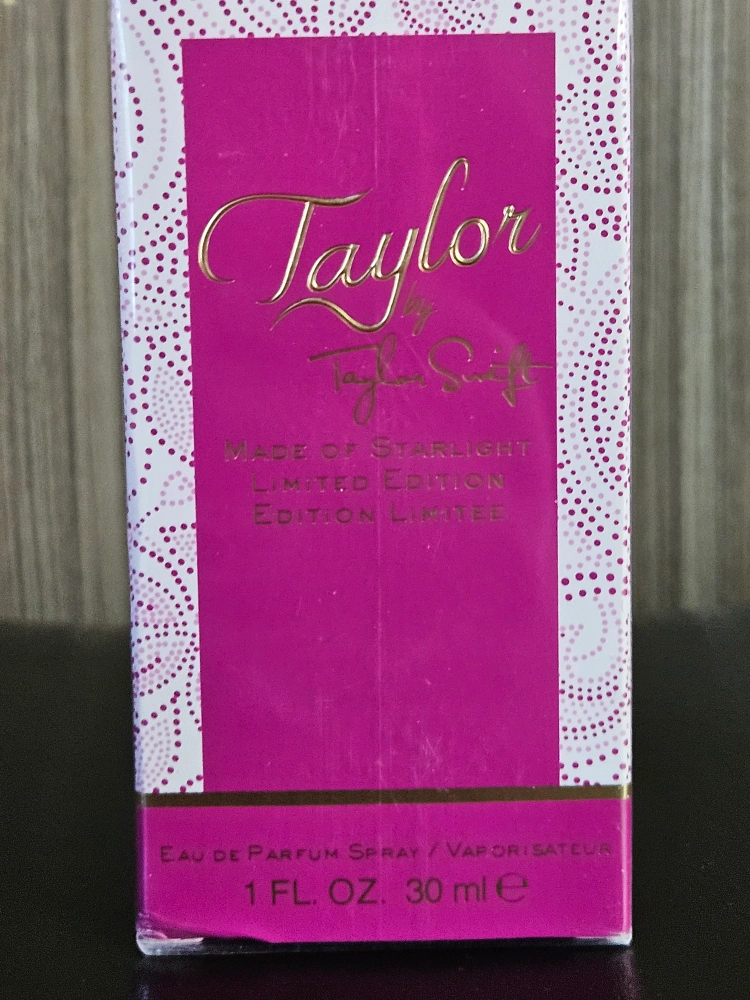 Taylor
by
Taylor Swift
MADE OF STARLIGHT
LIMITED EDITION
EDITION LIMITEE
EAU DE PARFUM SPRAY / VAPORISATEUR
1 FL. OZ. 30 ml ℮